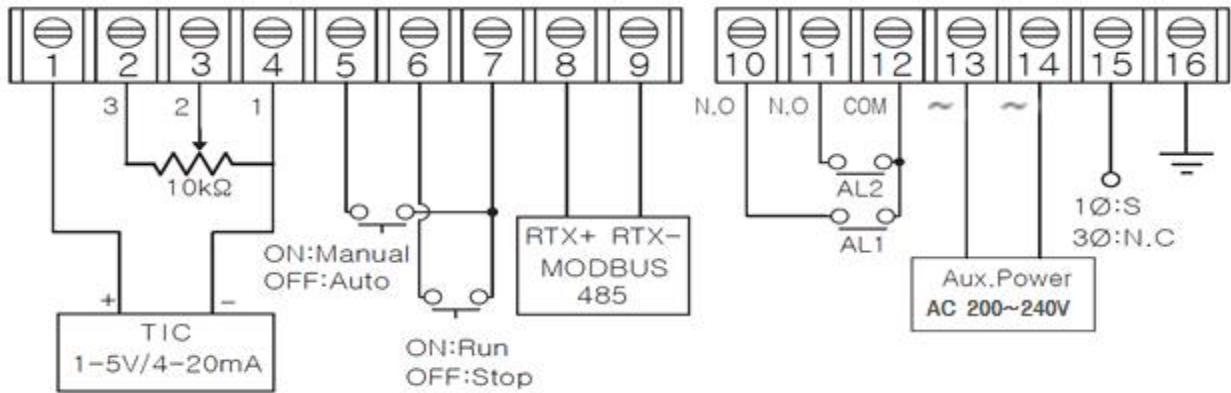 1 2 3 4 5 6 7 8 9 10 11 12 13 14 15 16
3 2 1 N.O N.O COM ~ ~
10kΩ
AL2
AL1
1Ø:S
3Ø:N.C
ON:Manual
OFF:Auto
RTX+ RTX-
MODBUS
485
Aux.Power
AC 200~240V
+ -
TIC
1-5V/4-20mA
ON:Run
OFF:Stop